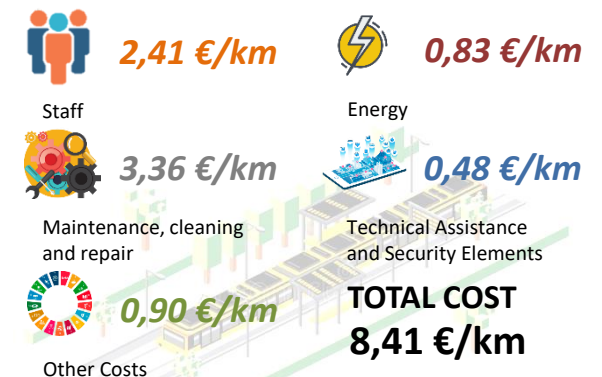 2,41 €/km
0,83 €/km
Staff
Energy
3,36 €/km
0,48 €/km
Maintenance, cleaning
and repair
Technical Assistance
and Security Elements
0,90 €/km
TOTAL COST
8,41 €/km
Other Costs